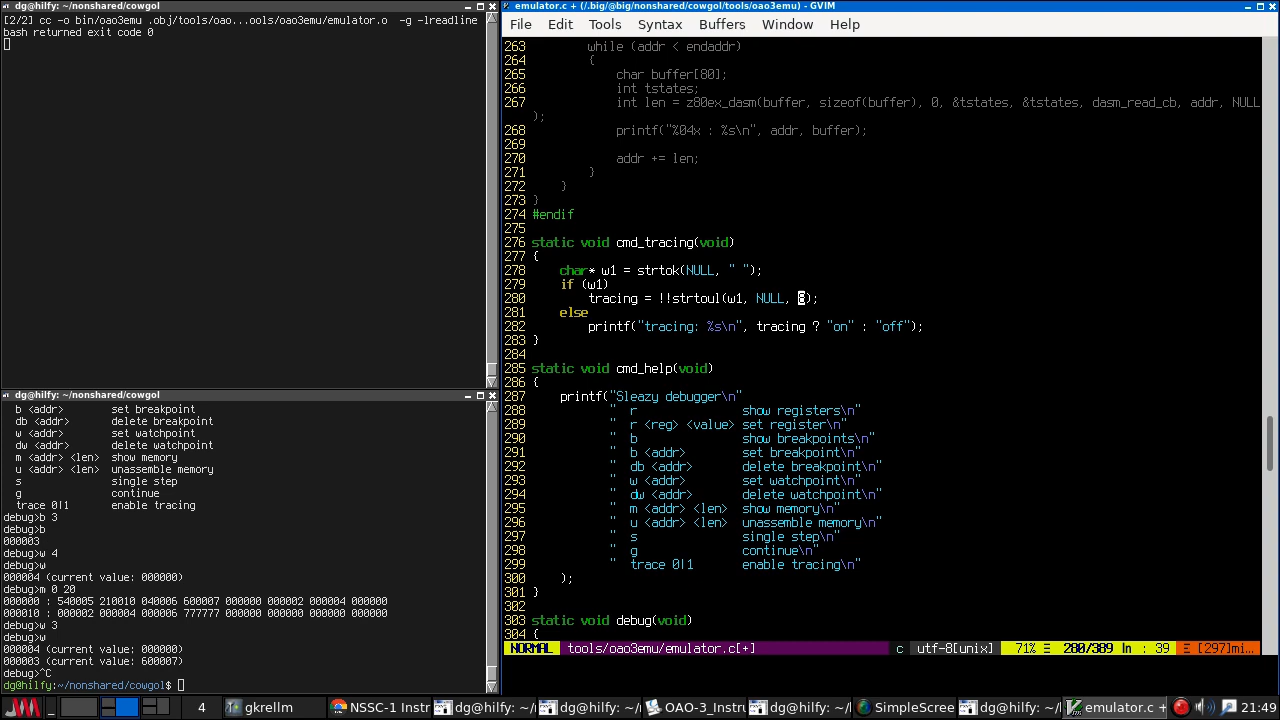 dg@hilfy: ~/nonshared/cowgol
[2/2] cc -o bin/oao3emu .obj/tools/oao...ools/oao3emu/emulator.o  -g -lreadline
bash returned exit code 0
dg@hilfy: ~/nonshared/cowgol
b <addr> set breakpoint
db <addr> delete breakpoint
w <addr> set watchpoint
dw <addr> delete watchpoint
m <addr> <len> show memory
u <addr> <len> unassemble memory
s single step
g continue
trace 0|1 enable tracing
debug>b 3
debug>b
000003
debug>w 4
debug>w
000004 (current value: 000000)
debug>m 0 20
000000 : 540005 210010 040006 600007 000000 000002 000004 000000
000010 : 000002 000004 000006 777777 000000 000000 000000 000000
debug>w 3
debug>w
000004 (current value: 000000)
000003 (current value: 600007)
debug>^C
dg@hilfy:~/nonshared/cowgol$
emulator.c + (/.big/@big/nonshared/cowgol/tools/oao3emu) - GVIM
File Edit Tools Syntax Buffers Window Help
263 while (addr < endaddr)
264 {
265 char buffer[80];
266 int tstates;
267 int len = z80ex_dasm(buffer, sizeof(buffer), 0, &tstates, &tstates, dasm_read_cb, addr, NULL
);
268 printf("%04x : %s\n", addr, buffer);
269
270 addr += len;
271 }
272 }
273 }
274 #endif
275
276 static void cmd_tracing(void)
277 {
278 char* w1 = strtok(NULL, " ");
279 if (w1)
280 tracing = !!strtoul(w1, NULL, 8);
281 else
282 printf("tracing: %s\n", tracing ? "on" : "off");
283 }
284
285 static void cmd_help(void)
286 {
287 printf("Sleazy debugger\n"
288 " r show registers\n"
289 " r <reg> <value> set register\n"
290 " b show breakpoints\n"
291 " b <addr> set breakpoint\n"
292 " db <addr> delete breakpoint\n"
293 " w <addr> set watchpoint\n"
294 " dw <addr> delete watchpoint\n"
295 " m <addr> <len> show memory\n"
296 " u <addr> <len> unassemble memory\n"
297 " s single step\n"
298 " g continue\n"
299 " trace 0|1 enable tracing\n"
300 );
301 }
302
303 static void debug(void)
304 {
NORMAL tools/oao3emu/emulator.c[+] c utf-8[unix] 71% ☰ 280/389 ln : 39 Ξ [297]mi...
4 gkrellm NSSC-1 Instr dg@hilfy: ~/ dg@hilfy: ~/ OAO-3_Instru dg@hilfy: ~/ SimpleScree dg@hilfy: ~/ emulator.c + 21:49